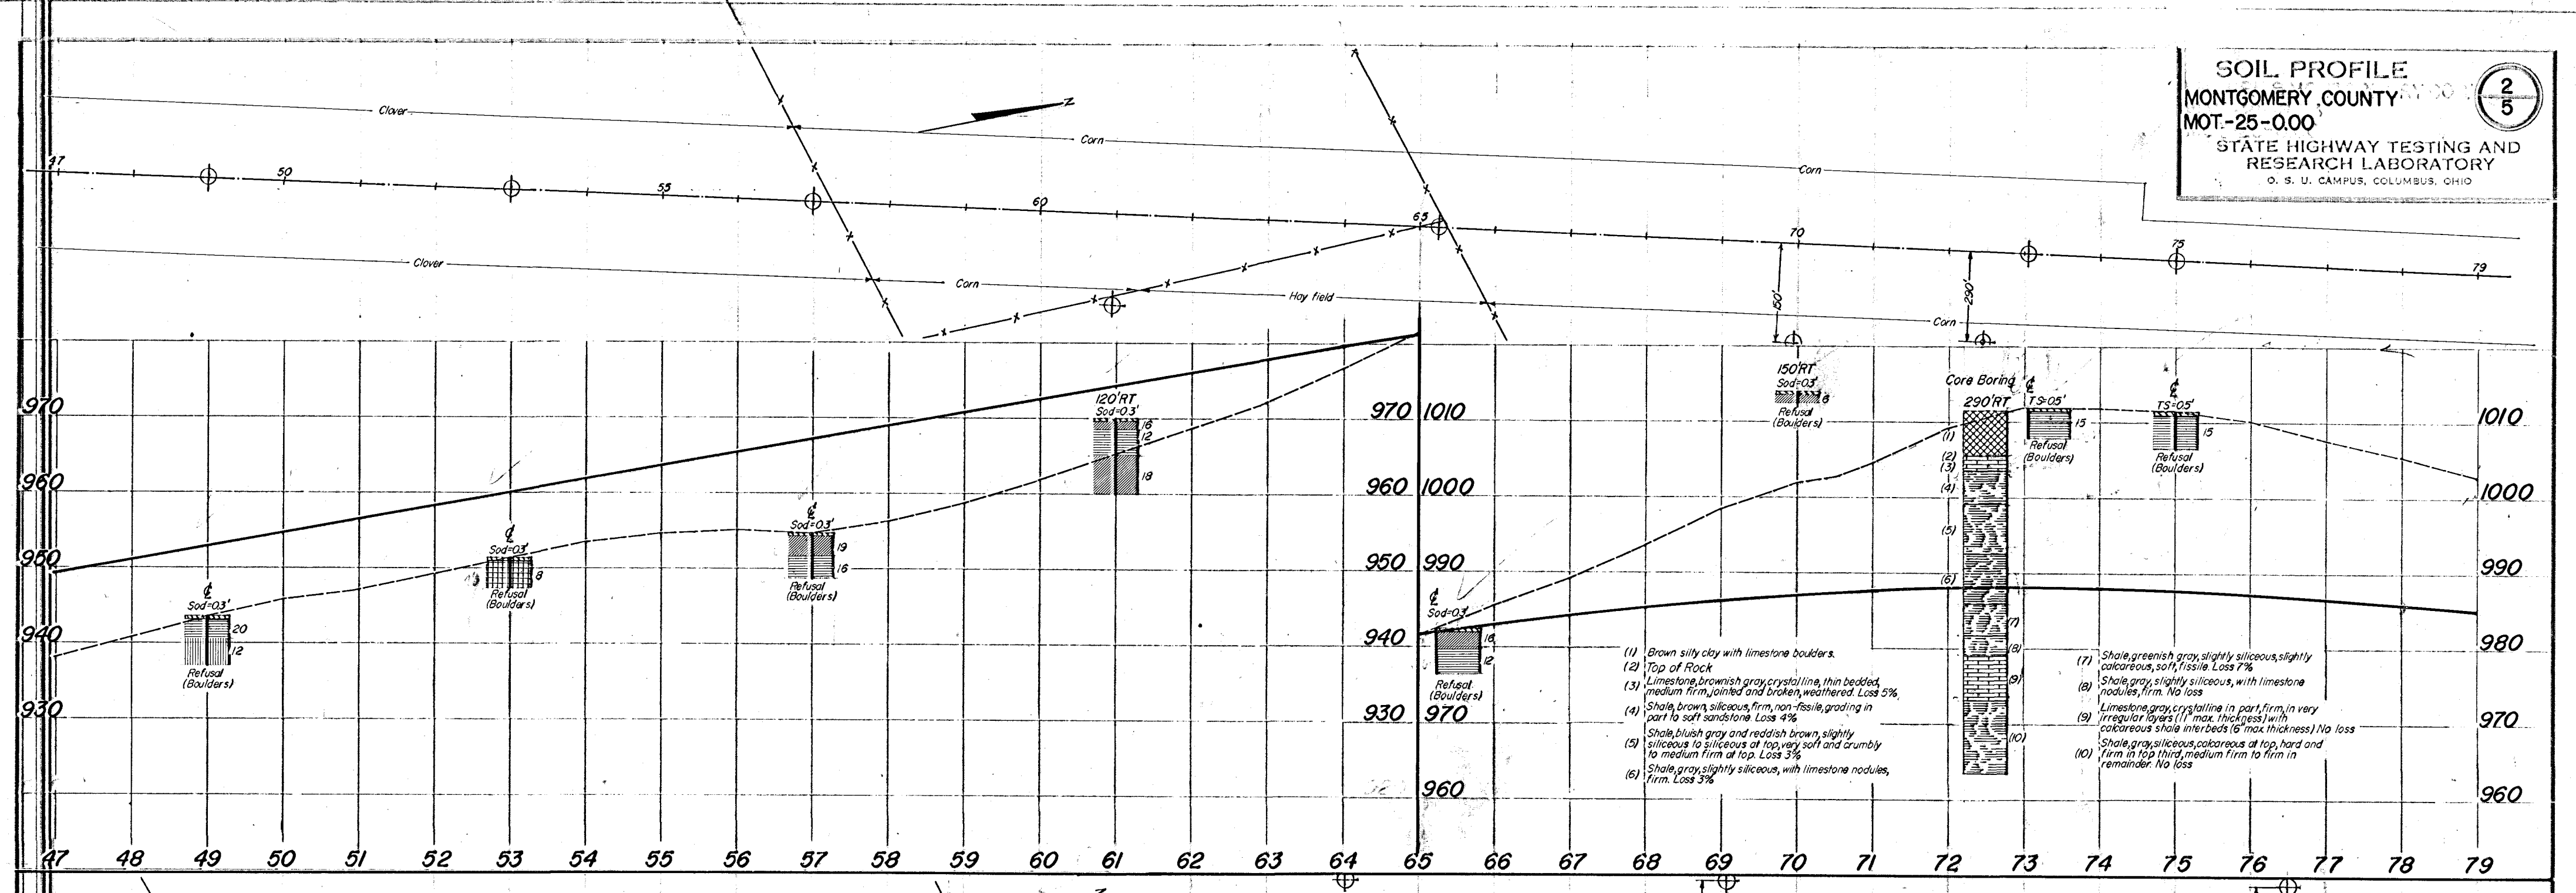 SOIL PROFILE
MONTGOMERY COUNTY
MOT.-25-0.00
2
5
STATE HIGHWAY TESTING AND
RESEARCH LABORATORY
O. S. U. CAMPUS, COLUMBUS, OHIO
Clover
Corn
N
Corn
47
50
55
60
65
70
75
79
Clover
Corn
Hay field
Corn
150'
290'
970
960
950
940
930
℄
Sod=0.3'
20
12
Refusal
(Boulders)
℄
Sod=0.3'
8
Refusal
(Boulders)
℄
Sod=0.3'
19
16
Refusal
(Boulders)
120'RT
Sod=0.3'
16
12
18
970
960
950
940
930
1010
1000
990
980
970
960
℄
Sod=0.3'
16
12
Refusal
(Boulders)
150'RT
Sod=0.3'
8
Refusal
(Boulders)
Core Boring
290'RT
(1)
(2)
(3)
(4)
(5)
(6)
(7)
(8)
(9)
(10)
℄
TS=0.5'
15
Refusal
(Boulders)
℄
TS=0.5'
15
Refusal
(Boulders)
1010
1000
990
980
970
960
(1) Brown silty clay with limestone boulders.
(2) Top of Rock
(3) Limestone, brownish gray, crystalline, thin bedded,
medium firm, jointed and broken, weathered. Loss 5%
(4) Shale, brown, siliceous, firm, non-fissile, grading in
part to soft sandstone. Loss 4%
(5) Shale, bluish gray and reddish brown, slightly
siliceous to siliceous at top, very soft and crumbly
to medium firm at top. Loss 3%
(6) Shale, gray, slightly siliceous, with limestone nodules,
firm. Loss 3%
(7) Shale, greenish gray, slightly siliceous, slightly
calcareous, soft, fissile. Loss 7%
(8) Shale, gray, slightly siliceous, with limestone
nodules, firm. No loss
(9) Limestone, gray, crystalline in part, firm, in very
irregular layers (11" max. thickness) with
calcareous shale interbeds (6" max. thickness) No loss
(10) Shale, gray, siliceous, calcareous at top, hard and
firm in top third, medium firm to firm in
remainder. No loss
47 48 49 50 51 52 53 54 55 56 57 58 59 60 61 62 63 64 65 66 67 68 69 70 71 72 73 74 75 76 77 78 79